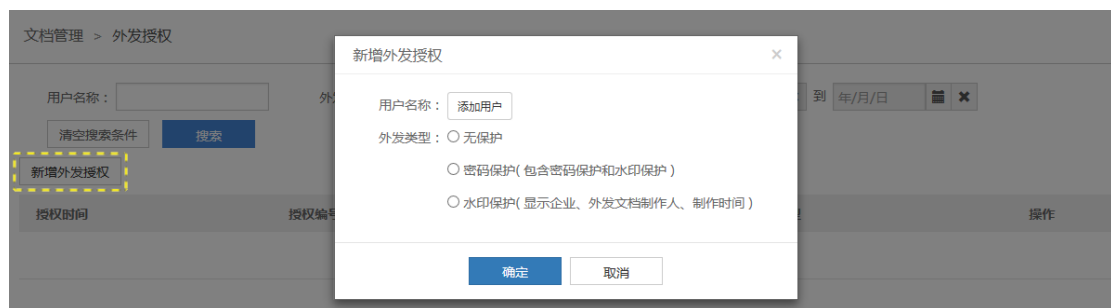 文档管理 > 外发授权
新增外发授权 ×
用户名称： 外发
到 年/月/日
用户名称： 添加用户
清空搜索条件 搜索
外发类型： 无保护
新增外发授权
密码保护( 包含密码保护和水印保护 )
水印保护( 显示企业、外发文档制作人、制作时间 )
授权时间 授权编号 操作
确定 取消